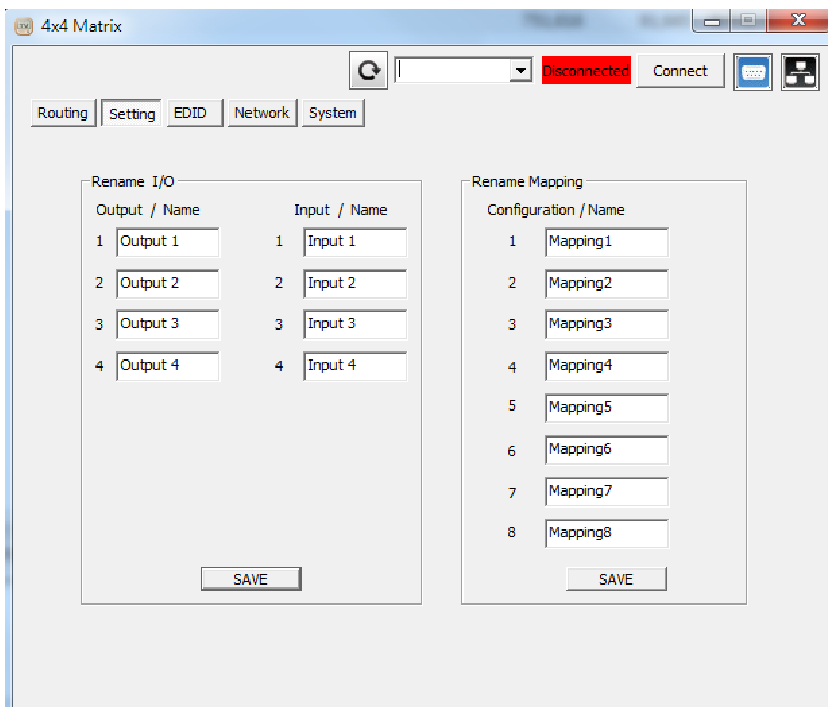 4x4 Matrix
Disconnected Connect
Routing Setting EDID Network System
Rename I/O
Output / Name Input / Name
1 Output 1 1 Input 1
2 Output 2 2 Input 2
3 Output 3 3 Input 3
4 Output 4 4 Input 4
SAVE
Rename Mapping
Configuration / Name
1 Mapping1
2 Mapping2
3 Mapping3
4 Mapping4
5 Mapping5
6 Mapping6
7 Mapping7
8 Mapping8
SAVE